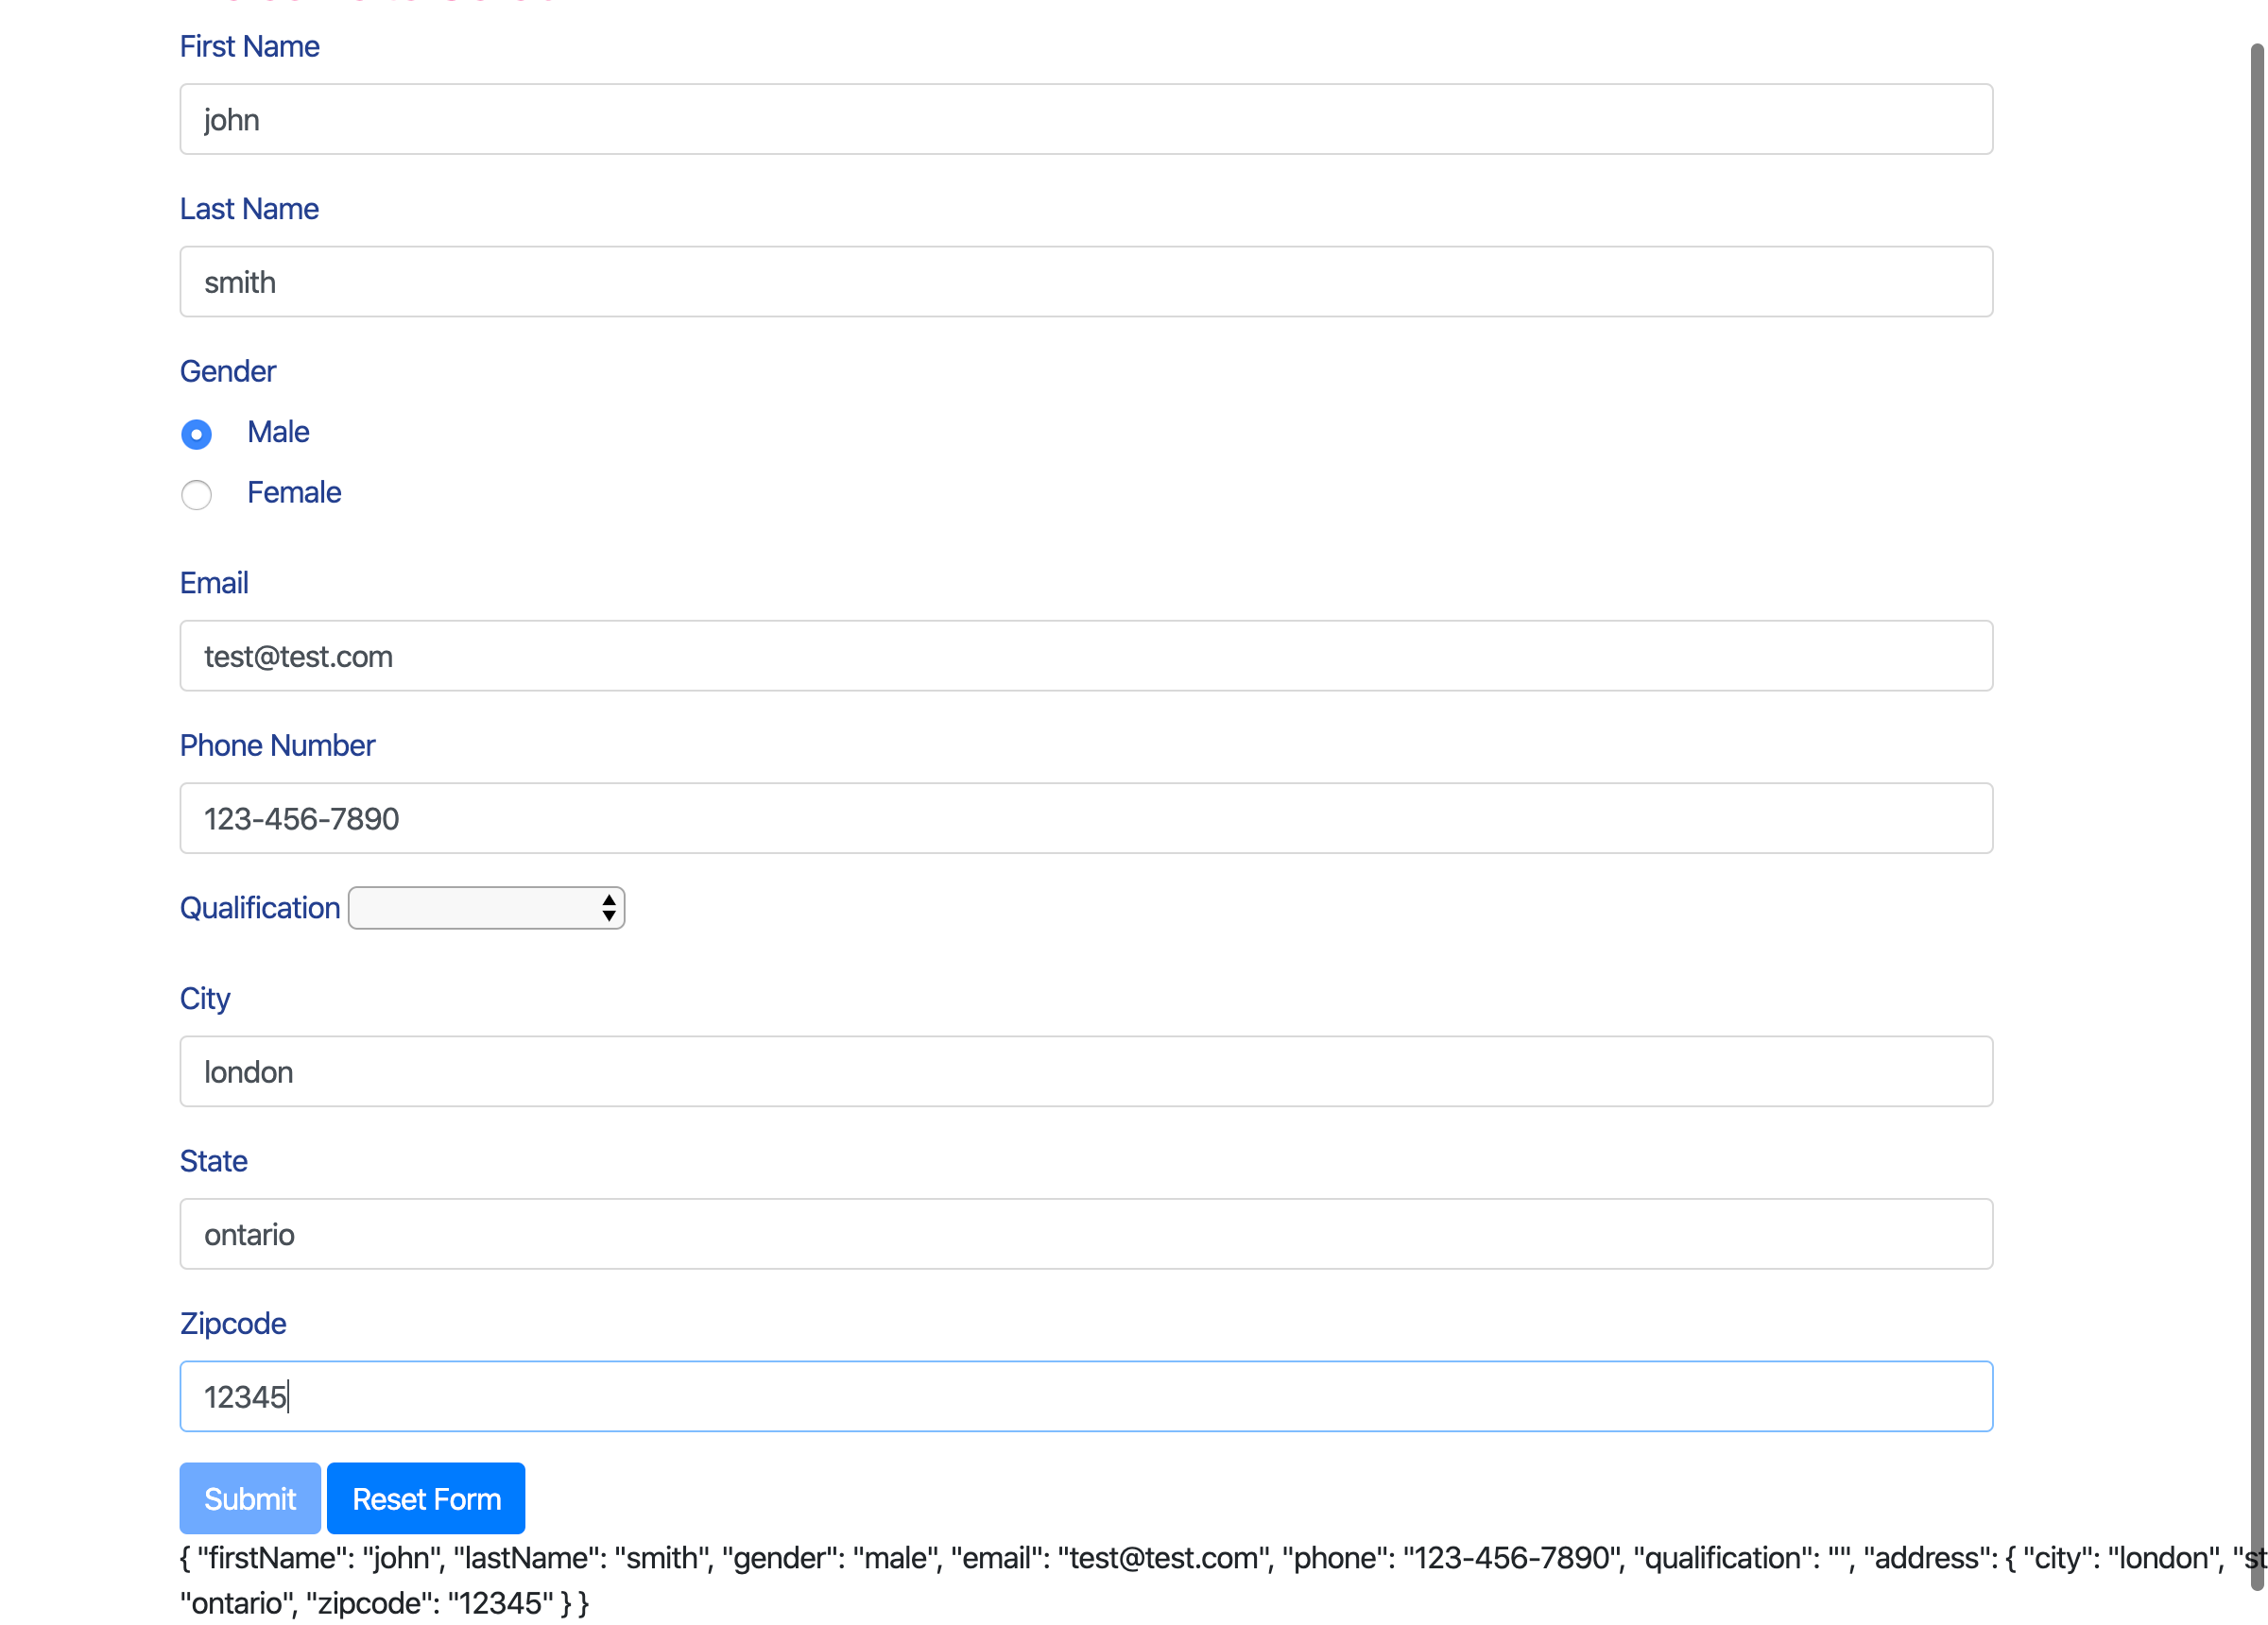 First Name
john
Last Name
smith
Gender
Male
Female
Email
test@test.com
Phone Number
123-456-7890
Qualification
City
london
State
ontario
Zipcode
12345
Submit Reset Form
{ "firstName": "john", "lastName": "smith", "gender": "male", "email": "test@test.com", "phone": "123-456-7890", "qualification": "", "address": { "city": "london", "st
"ontario", "zipcode": "12345" } }